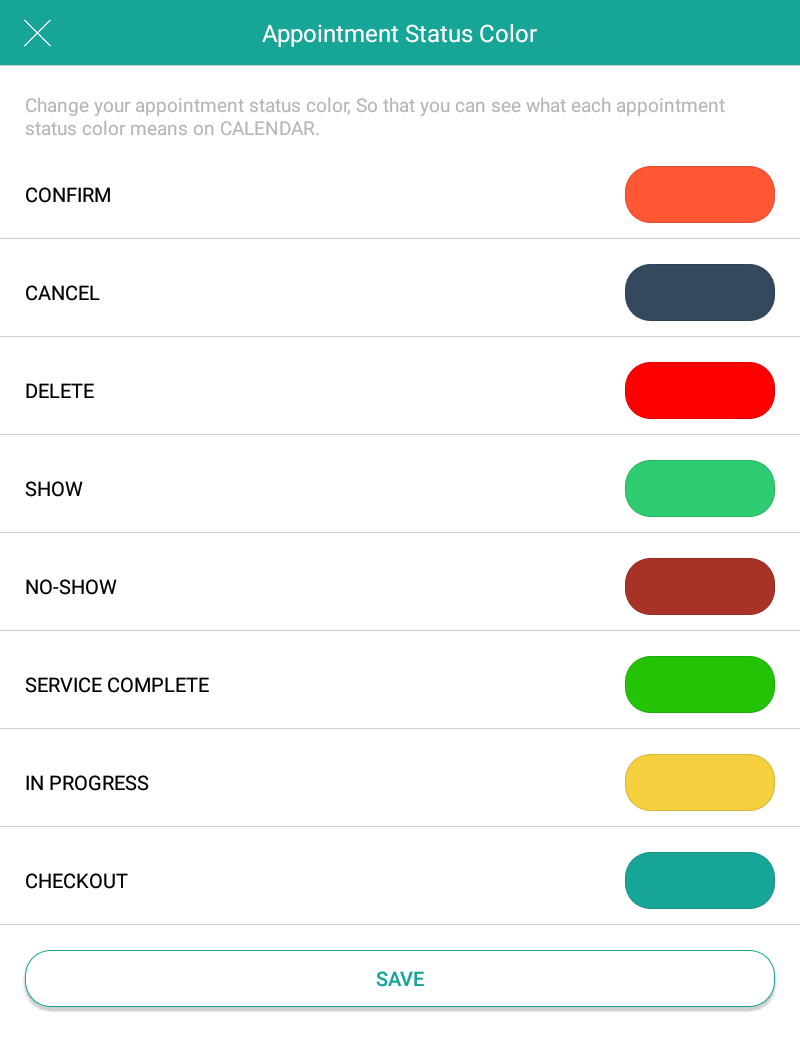 Appointment Status Color
Change your appointment status color, So that you can see what each appointment
status color means on CALENDAR.
CONFIRM
CANCEL
DELETE
SHOW
NO-SHOW
SERVICE COMPLETE
IN PROGRESS
CHECKOUT
SAVE